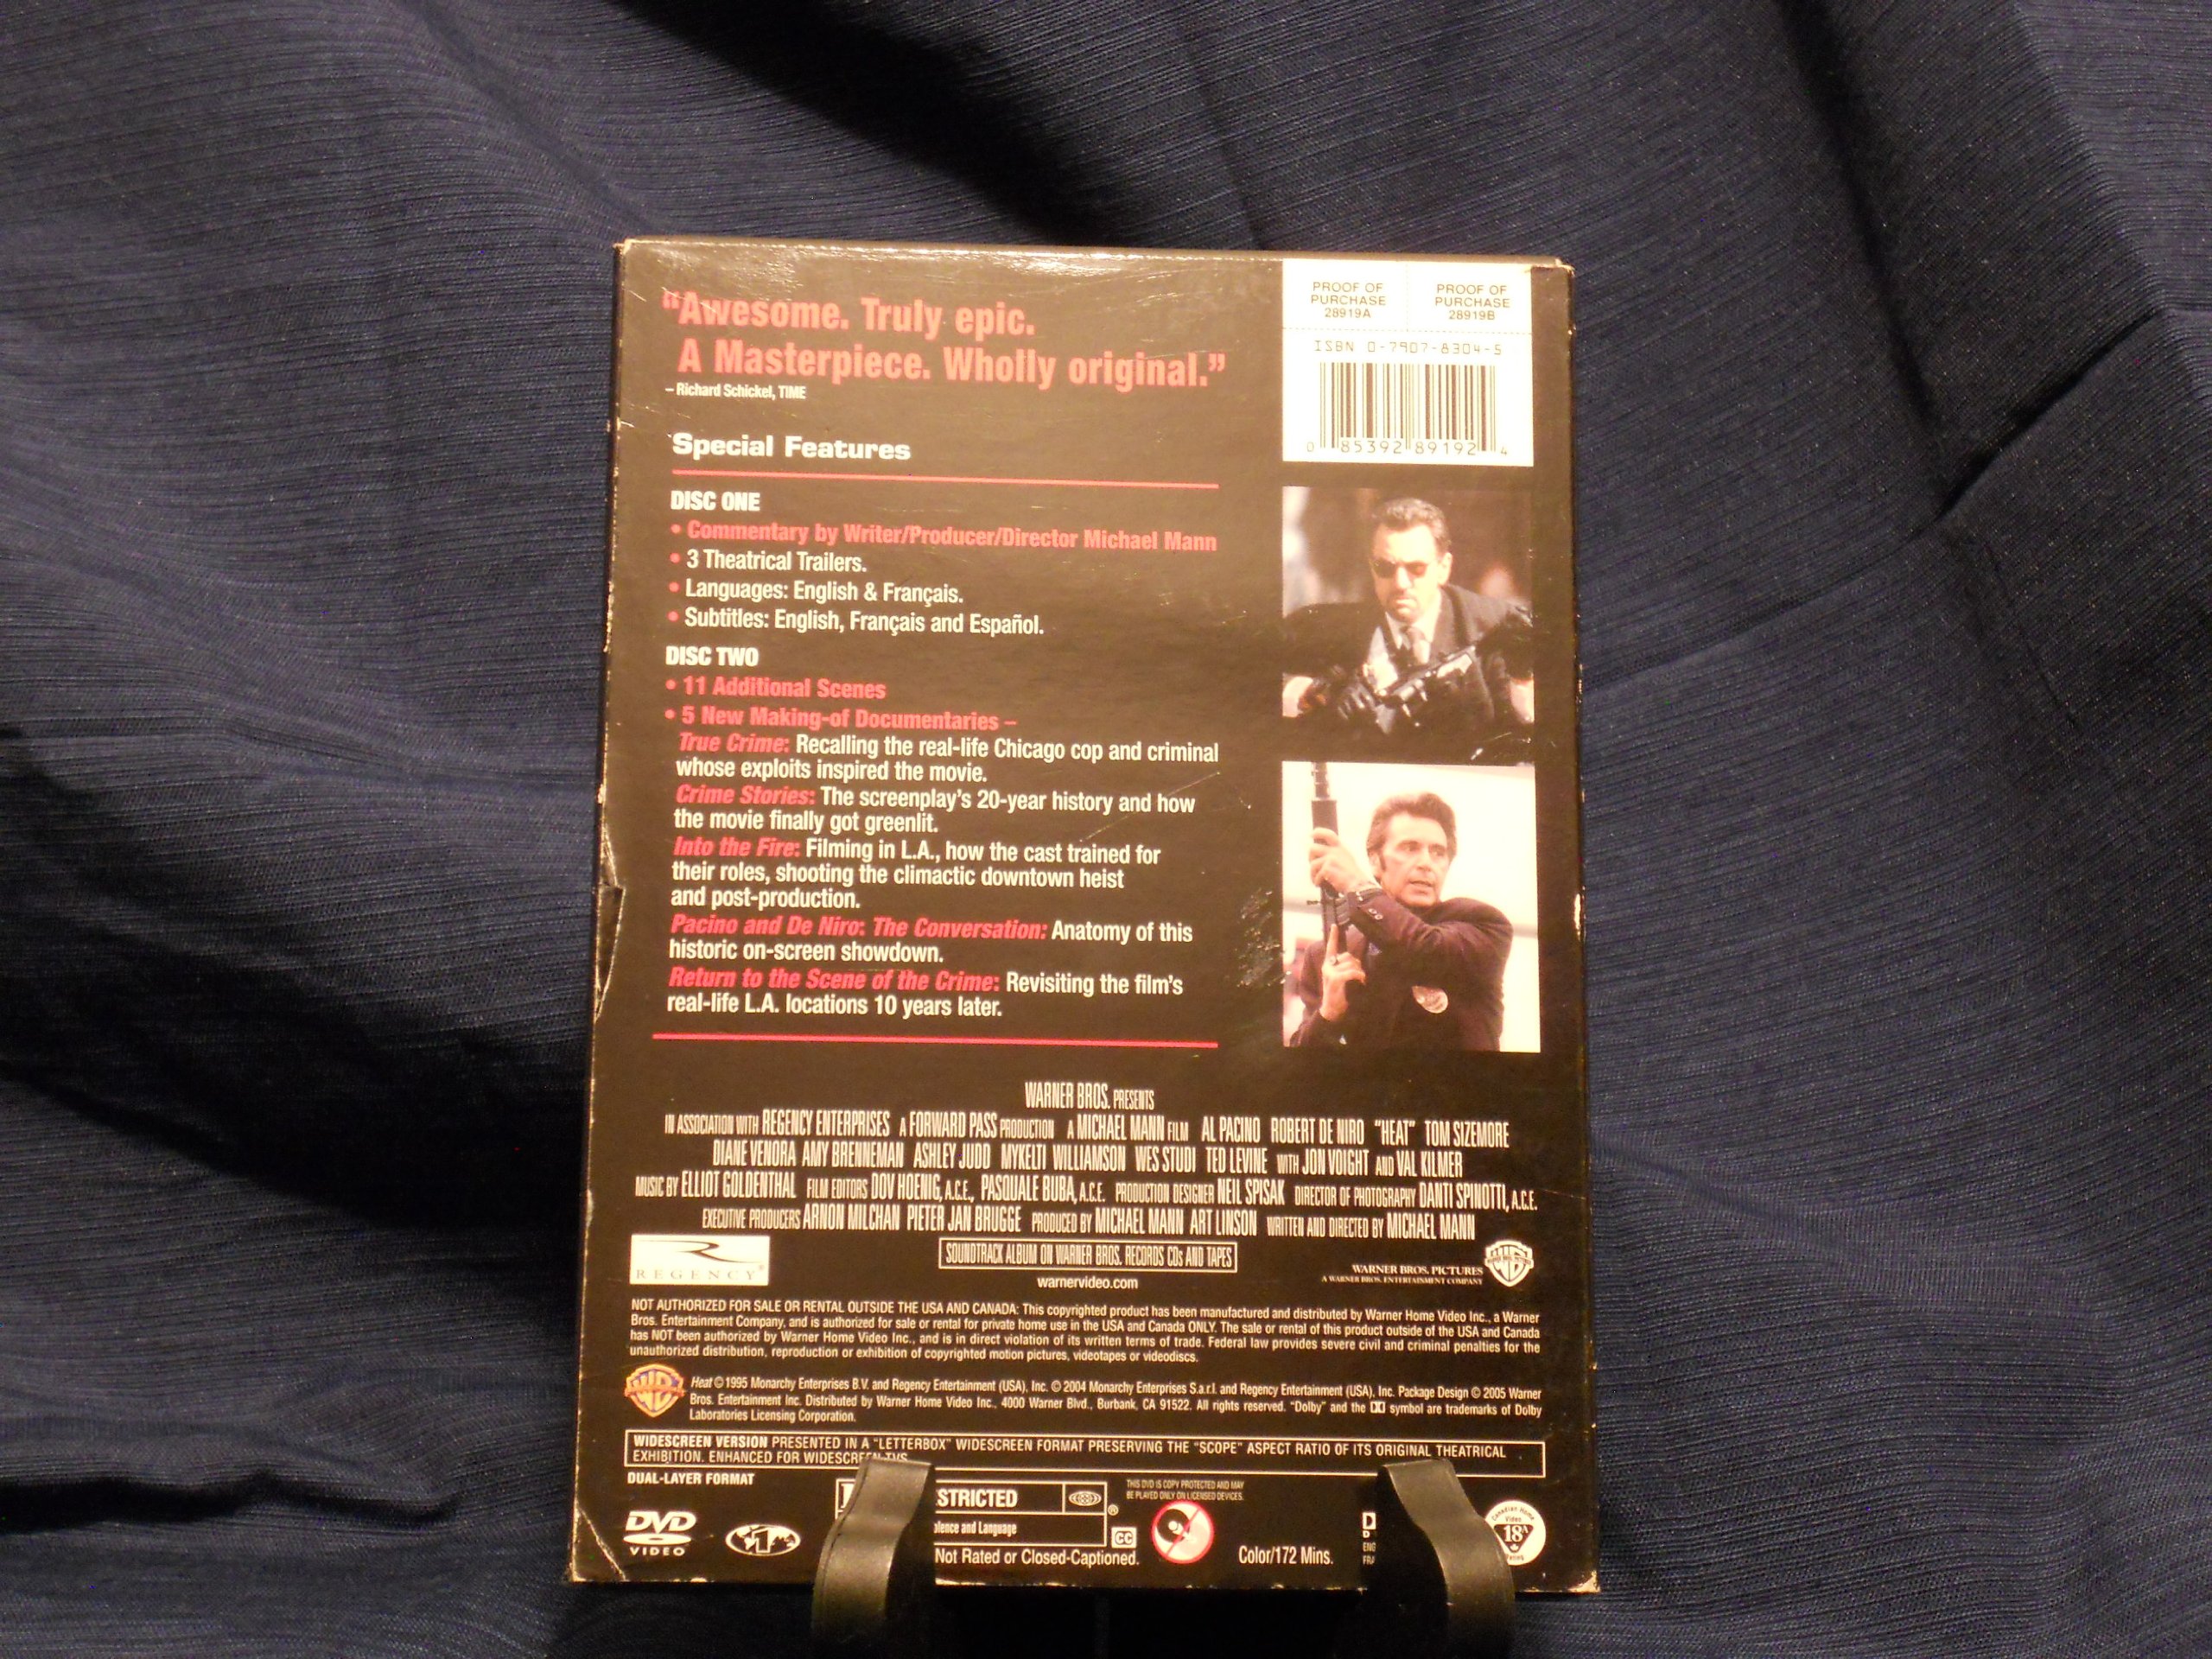 “Awesome. Truly epic.
A Masterpiece. Wholly original.”
– Richard Schickel, TIME
PROOF OF
PURCHASE
28919A
PROOF OF
PURCHASE
28919B
ISBN 0-7907-8304-5
0 85392 89192 4
Special Features
DISC ONE
• Commentary by Writer/Producer/Director Michael Mann
• 3 Theatrical Trailers.
• Languages: English & Français.
• Subtitles: English, Français and Español.
DISC TWO
• 11 Additional Scenes
• 5 New Making-of Documentaries –
True Crime: Recalling the real-life Chicago cop and criminal
whose exploits inspired the movie.
Crime Stories: The screenplay's 20-year history and how
the movie finally got greenlit.
Into the Fire: Filming in L.A., how the cast trained for
their roles, shooting the climactic downtown heist
and post-production.
Pacino and De Niro: The Conversation: Anatomy of this
historic on-screen showdown.
Return to the Scene of the Crime: Revisiting the film's
real-life L.A. locations 10 years later.
WARNER BROS. PRESENTS
IN ASSOCIATION WITH REGENCY ENTERPRISES A FORWARD PASS PRODUCTION A MICHAEL MANN FILM AL PACINO ROBERT DE NIRO “HEAT” TOM SIZEMORE
DIANE VENORA AMY BRENNEMAN ASHLEY JUDD MYKELTI WILLIAMSON WES STUDI TED LEVINE WITH JON VOIGHT AND VAL KILMER
MUSIC BY ELLIOT GOLDENTHAL FILM EDITORS DOV HOENIG, A.C.E., PASQUALE BUBA, A.C.E. PRODUCTION DESIGNER NEIL SPISAK DIRECTOR OF PHOTOGRAPHY DANTI SPINOTTI, A.C.E.
EXECUTIVE PRODUCERS ARNON MILCHAN PIETER JAN BRUGGE PRODUCED BY MICHAEL MANN ART LINSON WRITTEN AND DIRECTED BY MICHAEL MANN
REGENCY®
SOUNDTRACK ALBUM ON WARNER BROS. RECORDS CDs AND TAPES
warnervideo.com
WARNER BROS. PICTURES
A WARNER BROS. ENTERTAINMENT COMPANY
NOT AUTHORIZED FOR SALE OR RENTAL OUTSIDE THE USA AND CANADA: This copyrighted product has been manufactured and distributed by Warner Home Video Inc., a Warner
Bros. Entertainment Company, and is authorized for sale or rental for private home use in the USA and Canada ONLY. The sale or rental of this product outside of the USA and Canada
has NOT been authorized by Warner Home Video Inc., and is in direct violation of its written terms of trade. Federal law provides severe civil and criminal penalties for the
unauthorized distribution, reproduction or exhibition of copyrighted motion pictures, videotapes or videodiscs.
Heat © 1995 Monarchy Enterprises B.V. and Regency Entertainment (USA), Inc. © 2004 Monarchy Enterprises S.a.r.l. and Regency Entertainment (USA), Inc. Package Design © 2005 Warner
Bros. Entertainment Inc. Distributed by Warner Home Video Inc., 4000 Warner Blvd., Burbank, CA 91522. All rights reserved. “Dolby” and the symbol are trademarks of Dolby
Laboratories Licensing Corporation.
WIDESCREEN VERSION PRESENTED IN A “LETTERBOX” WIDESCREEN FORMAT PRESERVING THE “SCOPE” ASPECT RATIO OF ITS ORIGINAL THEATRICAL
EXHIBITION. ENHANCED FOR WIDESCREEN TVS
DUAL-LAYER FORMAT
DVD
VIDEO
1
STRICTED
®
olence and Language
CC
Not Rated or Closed-Captioned.
THIS DVD IS COPY PROTECTED AND MAY
BE PLAYED ONLY ON LICENSED DEVICES.
Color/172 Mins.
ENG
FRA
Canadian Home
Video
18A
Rating